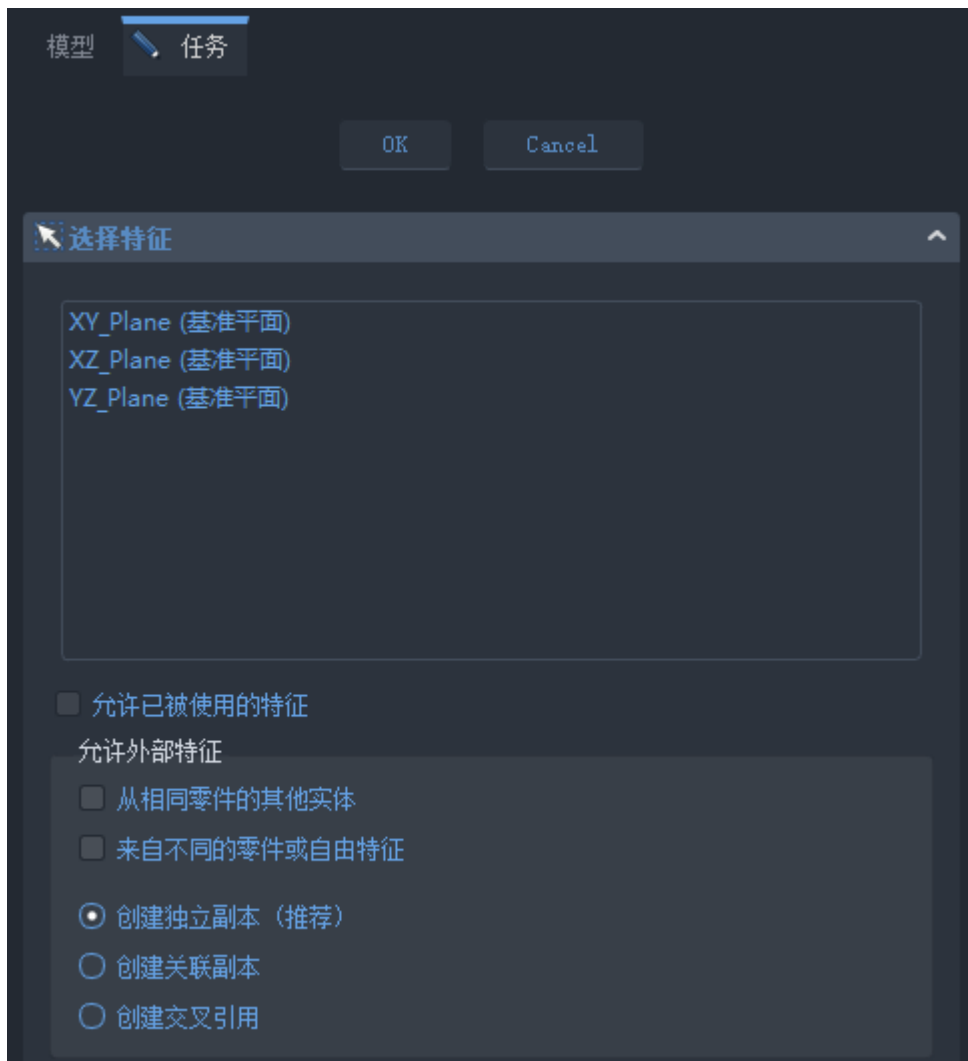 模型 任务
OK Cancel
选择特征
XY_Plane (基准平面)
XZ_Plane (基准平面)
YZ_Plane (基准平面)
允许已被使用的特征
允许外部特征
从相同零件的其他实体
来自不同的零件或自由特征
创建独立副本（推荐）
创建关联副本
创建交叉引用